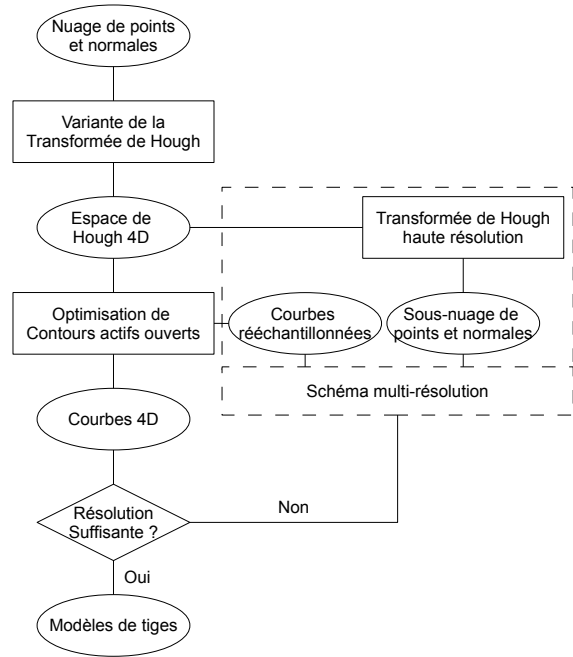 Nuage de points
et normales
Variante de la
Transformée de Hough
Espace de
Hough 4D
Transformée de Hough
haute résolution
Optimisation de
Contours actifs ouverts
Courbes
rééchantillonnées
Sous-nuage de
points et normales
Schéma multi-résolution
Courbes 4D
Résolution
Suffisante ?
Non
Oui
Modèles de tiges